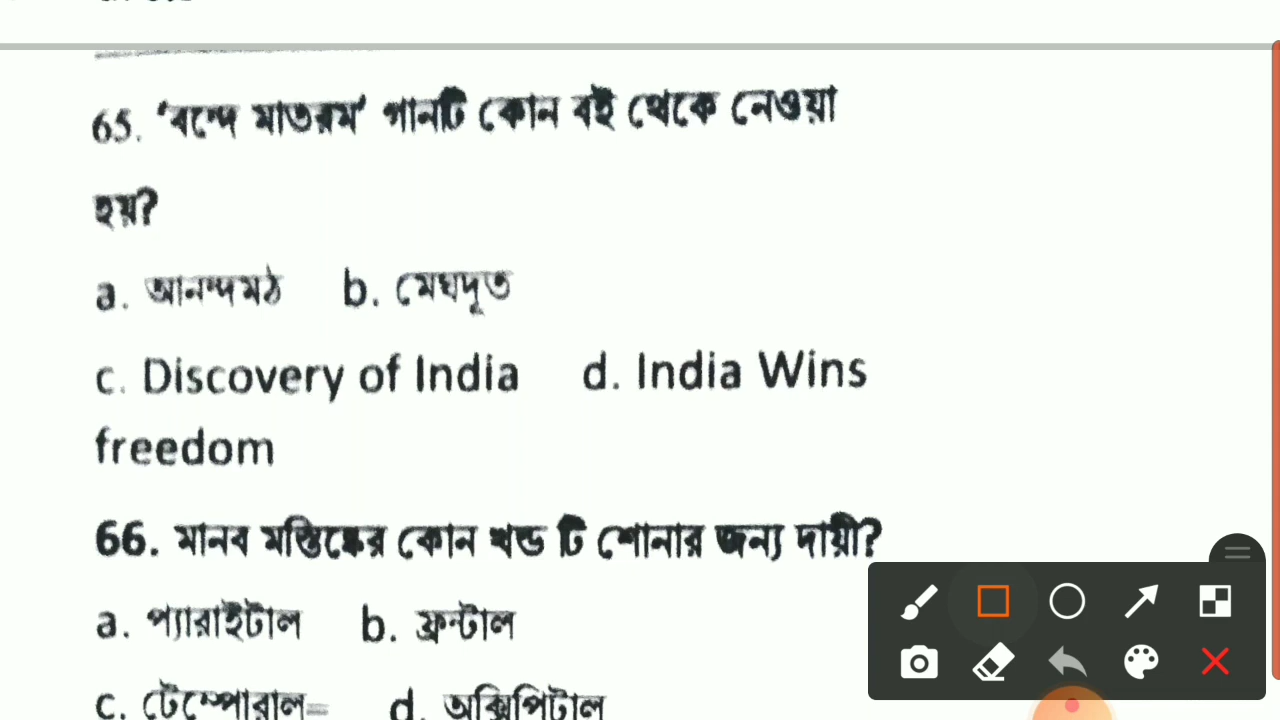 65. 'বন্দে মাতরম' গানটি কোন বই থেকে নেওয়া
হয়?
a. আনন্দমঠ b. মেঘদূত
c. Discovery of India d. India Wins
freedom
66. মানব মস্তিষ্কের কোন খন্ড টি শোনার জন্য দায়ী?
a. প্যারাইটাল b. ফ্রন্টাল
c. টেম্পোরাল= d. অক্সিপিটাল